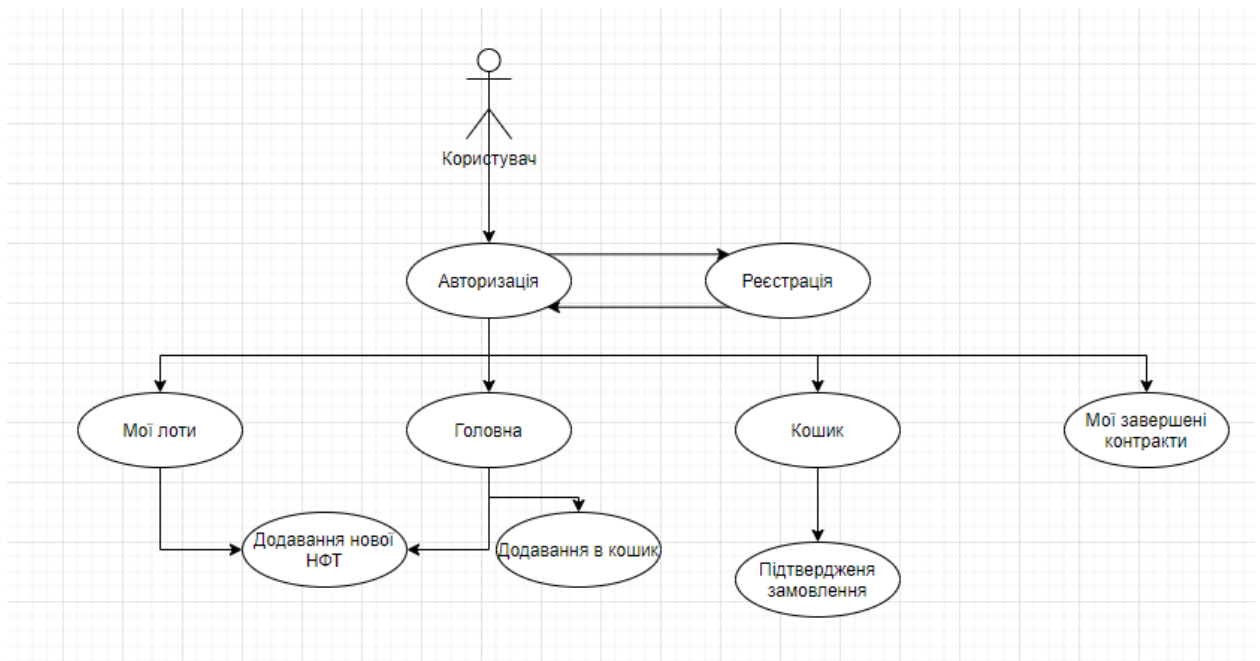 Користувач
Авторизація
Реєстрація
Мої лоти
Головна
Кошик
Мої завершені
контракти
Додавання нової
НФТ
Додавання в кошик
Підтвердженя
замовлення